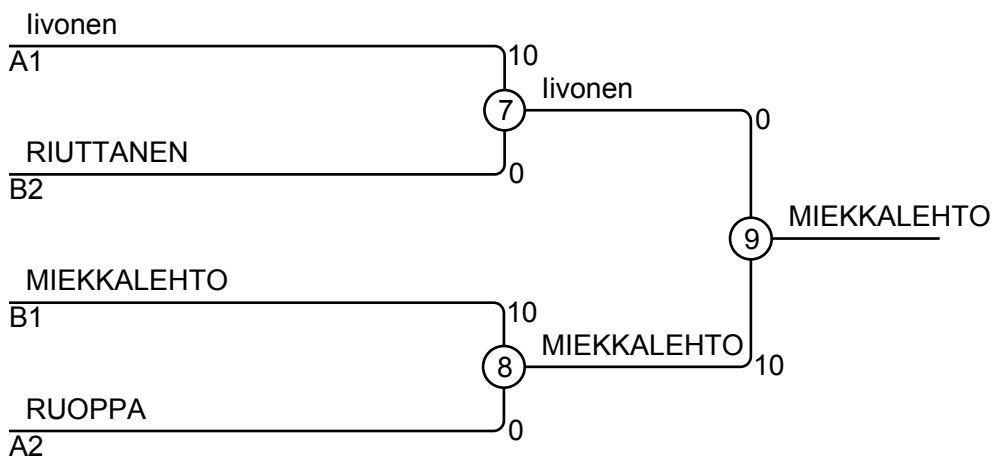 Iivonen
A1
10
7
Iivonen
0
RIUTTANEN
B2
0
9
MIEKKALEHTO
MIEKKALEHTO
B1
10
8
MIEKKALEHTO
10
RUOPPA
A2
0